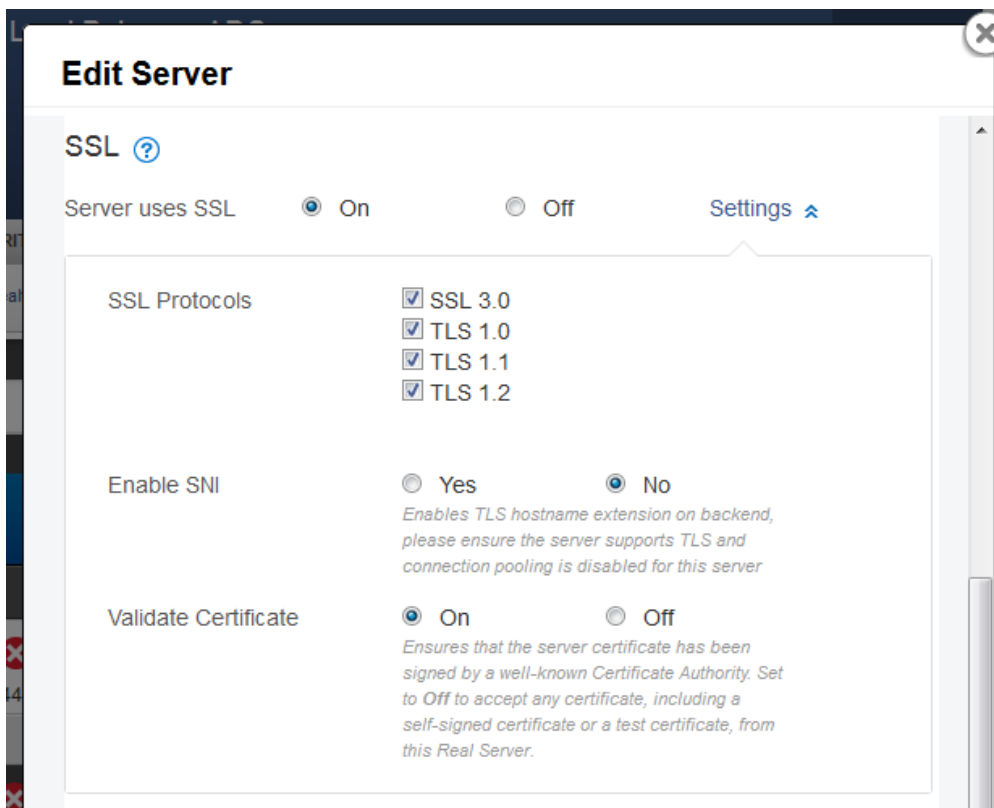 Edit Server
SSL ?
Server uses SSL On Off Settings
SSL Protocols SSL 3.0
TLS 1.0
TLS 1.1
TLS 1.2
Enable SNI Yes No
Enables TLS hostname extension on backend,
please ensure the server supports TLS and
connection pooling is disabled for this server
Validate Certificate On Off
Ensures that the server certificate has been
signed by a well-known Certificate Authority. Set
to Off to accept any certificate, including a
self-signed certificate or a test certificate, from
this Real Server.
44